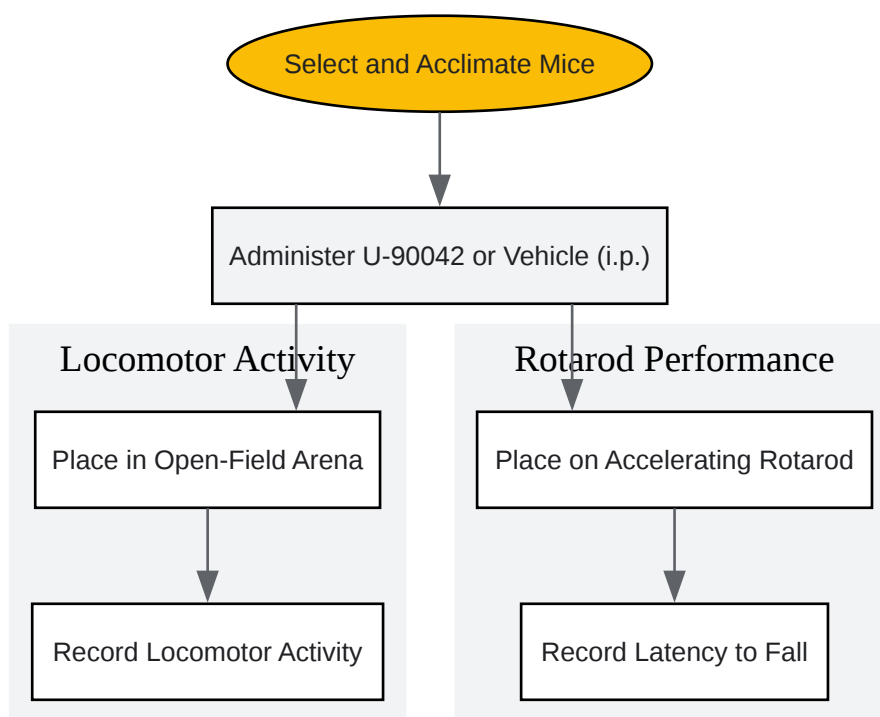 Select and Acclimate Mice
Administer U-90042 or Vehicle (i.p.)
Locomotor Activity
Rotarod Performance
Place in Open-Field Arena
Place on Accelerating Rotarod
Record Locomotor Activity
Record Latency to Fall